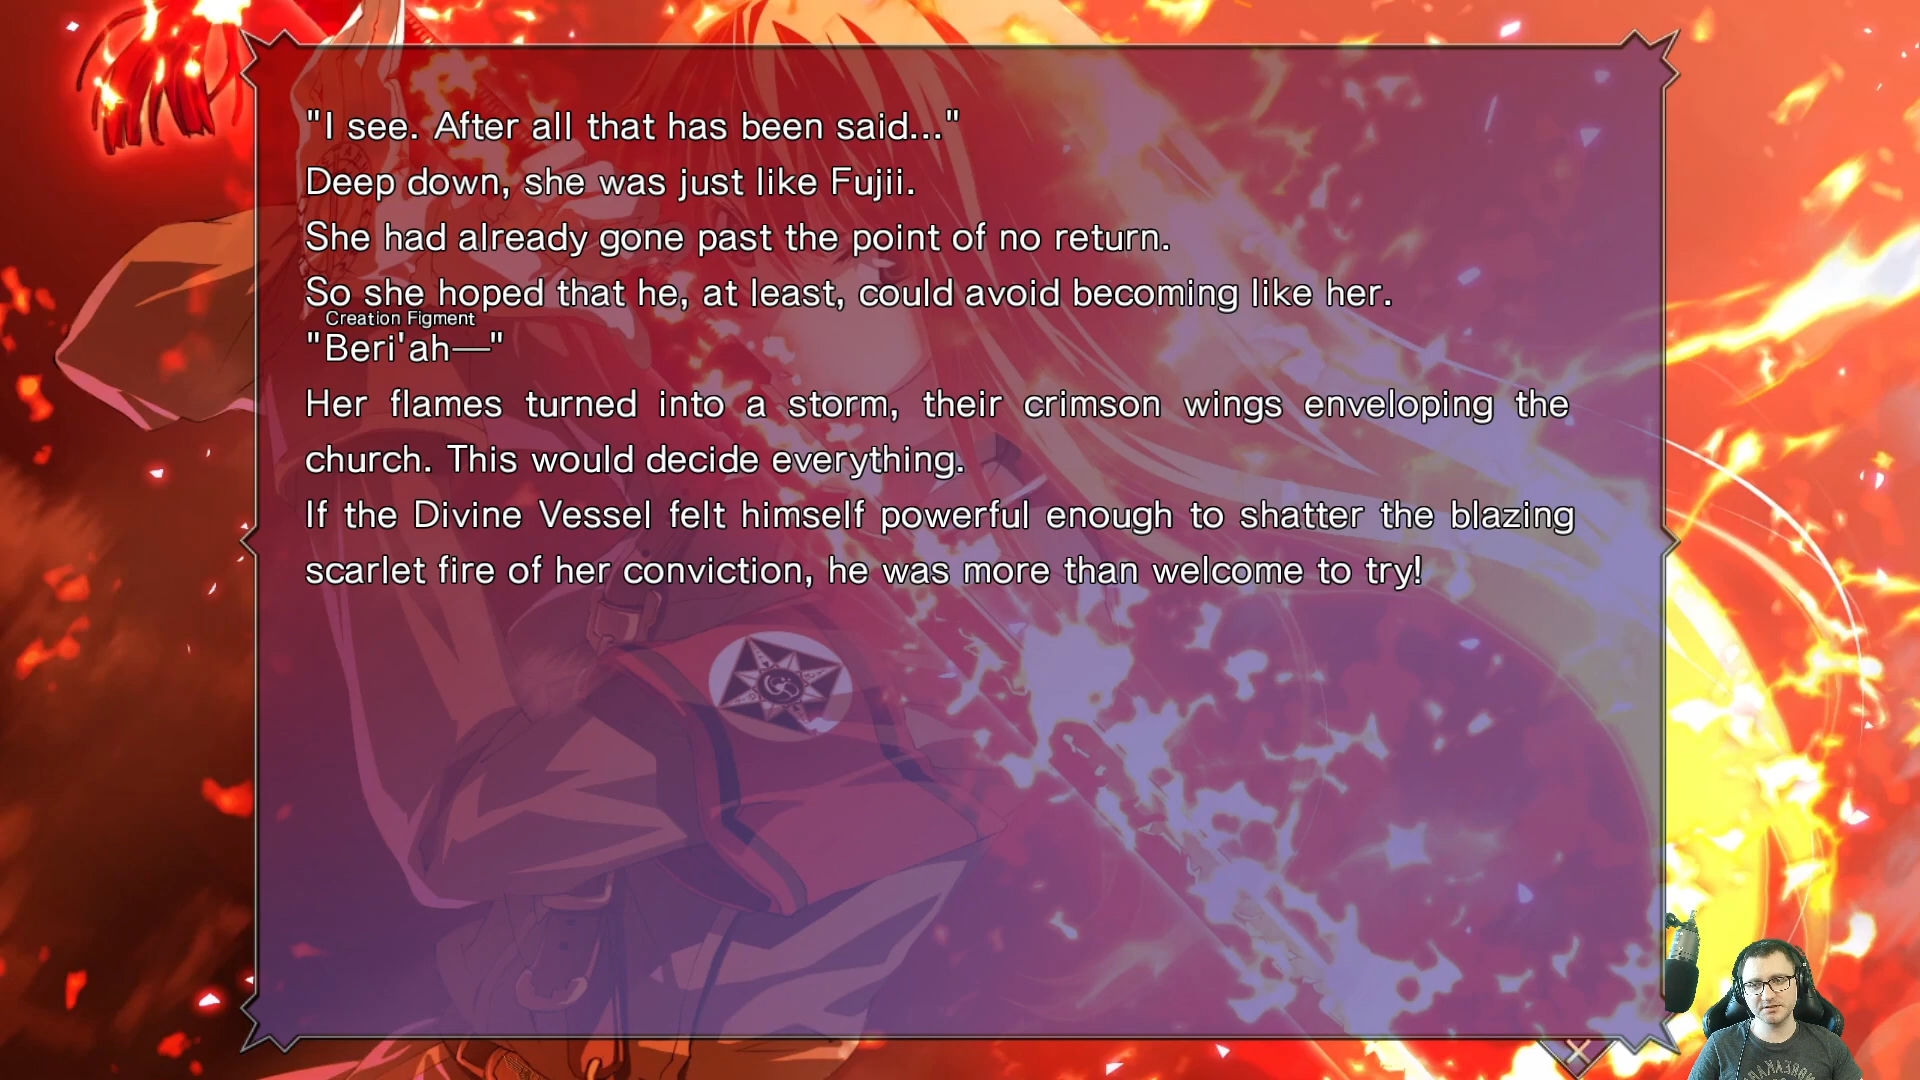 "I see. After all that has been said..."
Deep down, she was just like Fujii.
She had already gone past the point of no return.
So she hoped that he, at least, could avoid becoming like her.
Creation Figment
"Beri'ah—"
Her flames turned into a storm, their crimson wings enveloping the
church. This would decide everything.
If the Divine Vessel felt himself powerful enough to shatter the blazing
scarlet fire of her conviction, he was more than welcome to try!